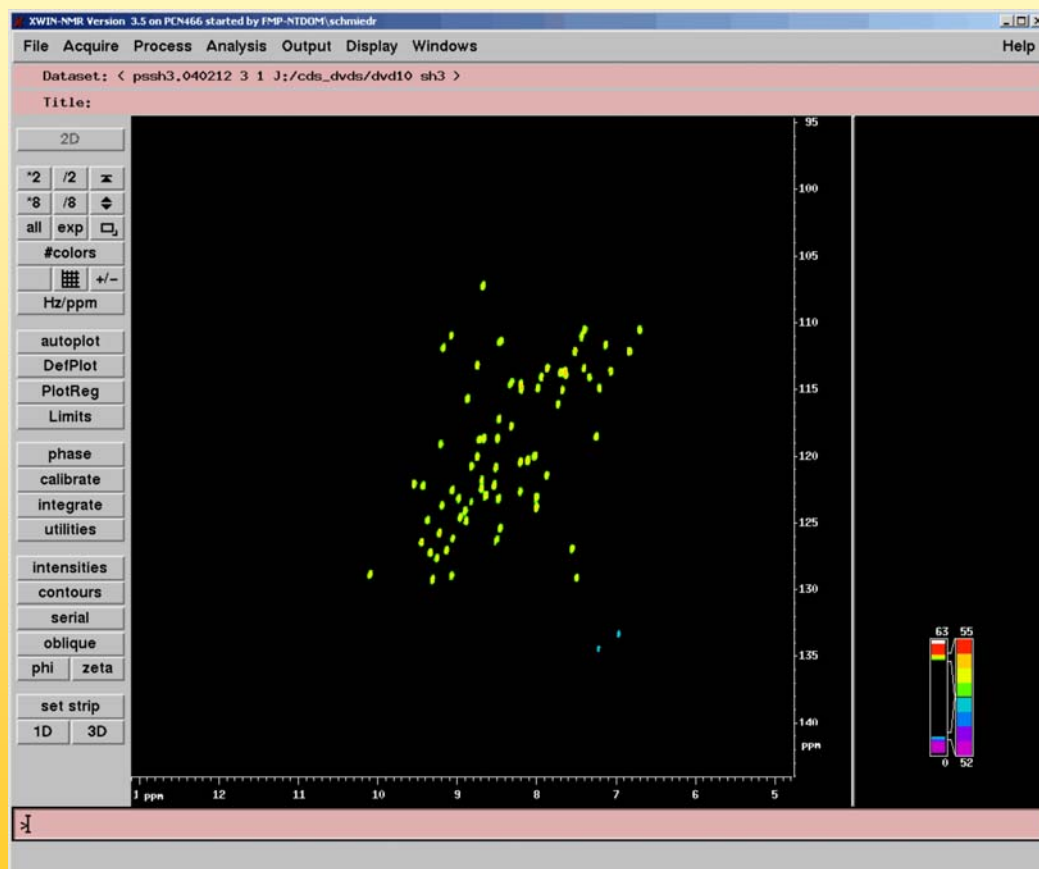 XWIN-NMR Version 3.5 on PCN466 started by FMP-NTDOM\schmiedr
File Acquire Process Analysis Output Display Windows Help
Dataset: < pssh3.040212 3 1 J:/cds_dvds/dvd10 sh3 >
Title:
2D
*2 /2
*8 /8
all exp
#colors
+/-
Hz/ppm
autoplot
DefPlot
PlotReg
Limits
phase
calibrate
integrate
utilities
intensities
contours
serial
oblique
phi zeta
set strip
1D 3D
95
100
105
110
115
120
125
130
135
140
ppm
ppm 12 11 10 9 8 7 6 5
63 55
0 52
>